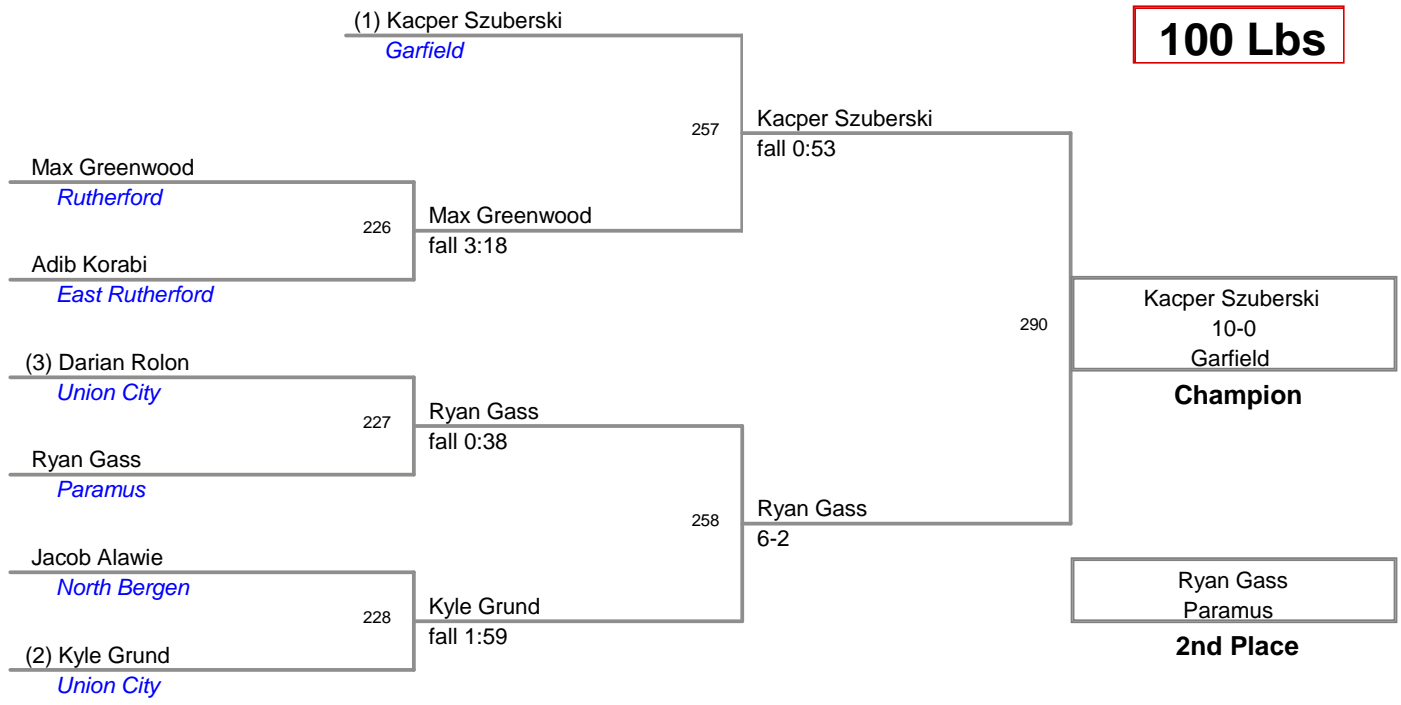 (1) Kacper Szuberski
Garfield
100 Lbs
257
Kacper Szuberski
fall 0:53
Max Greenwood
Rutherford
226
Max Greenwood
fall 3:18
Adib Korabi
East Rutherford
290
Kacper Szuberski
10-0
Garfield
Champion
(3) Darian Rolon
Union City
227
Ryan Gass
fall 0:38
Ryan Gass
Paramus
258
Ryan Gass
6-2
Jacob Alawie
North Bergen
228
Kyle Grund
fall 1:59
(2) Kyle Grund
Union City
Ryan Gass
Paramus
2nd Place